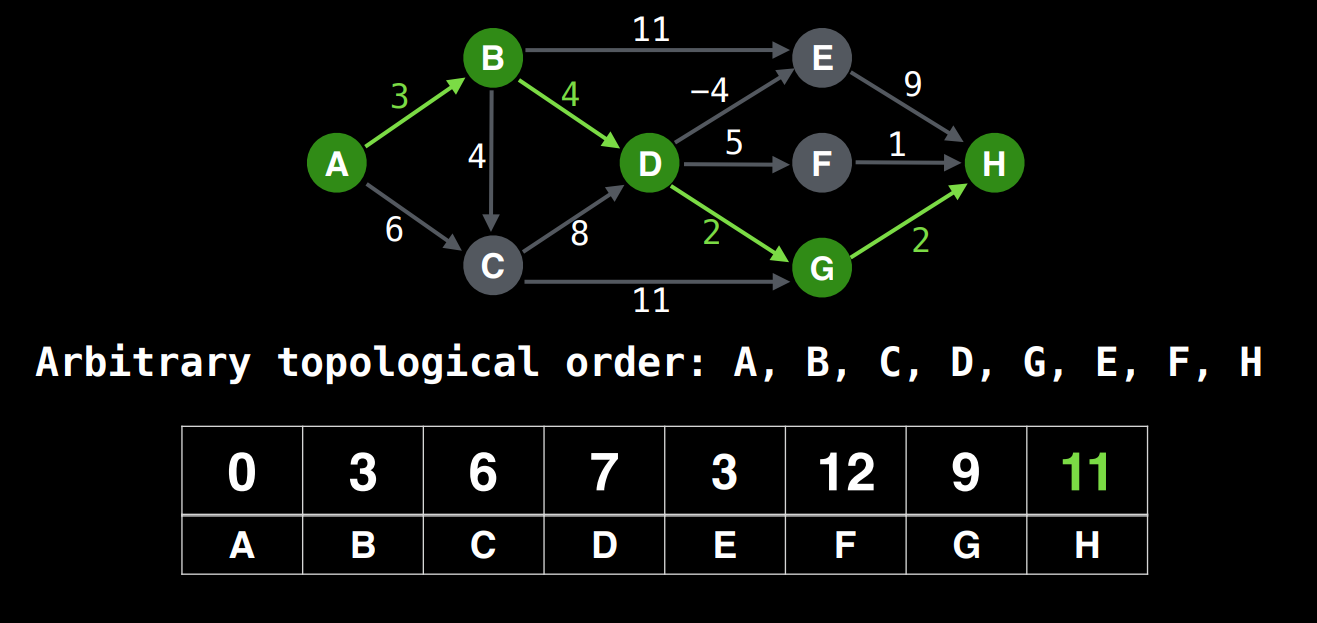 11
B
E
−4
9
3
4
5
1
A
4
D
F
H
6
8
2
2
C
G
11
Arbitrary topological order: A, B, C, D, G, E, F, H
0 3 6 7 3 12 9 11
A B C D E F G H